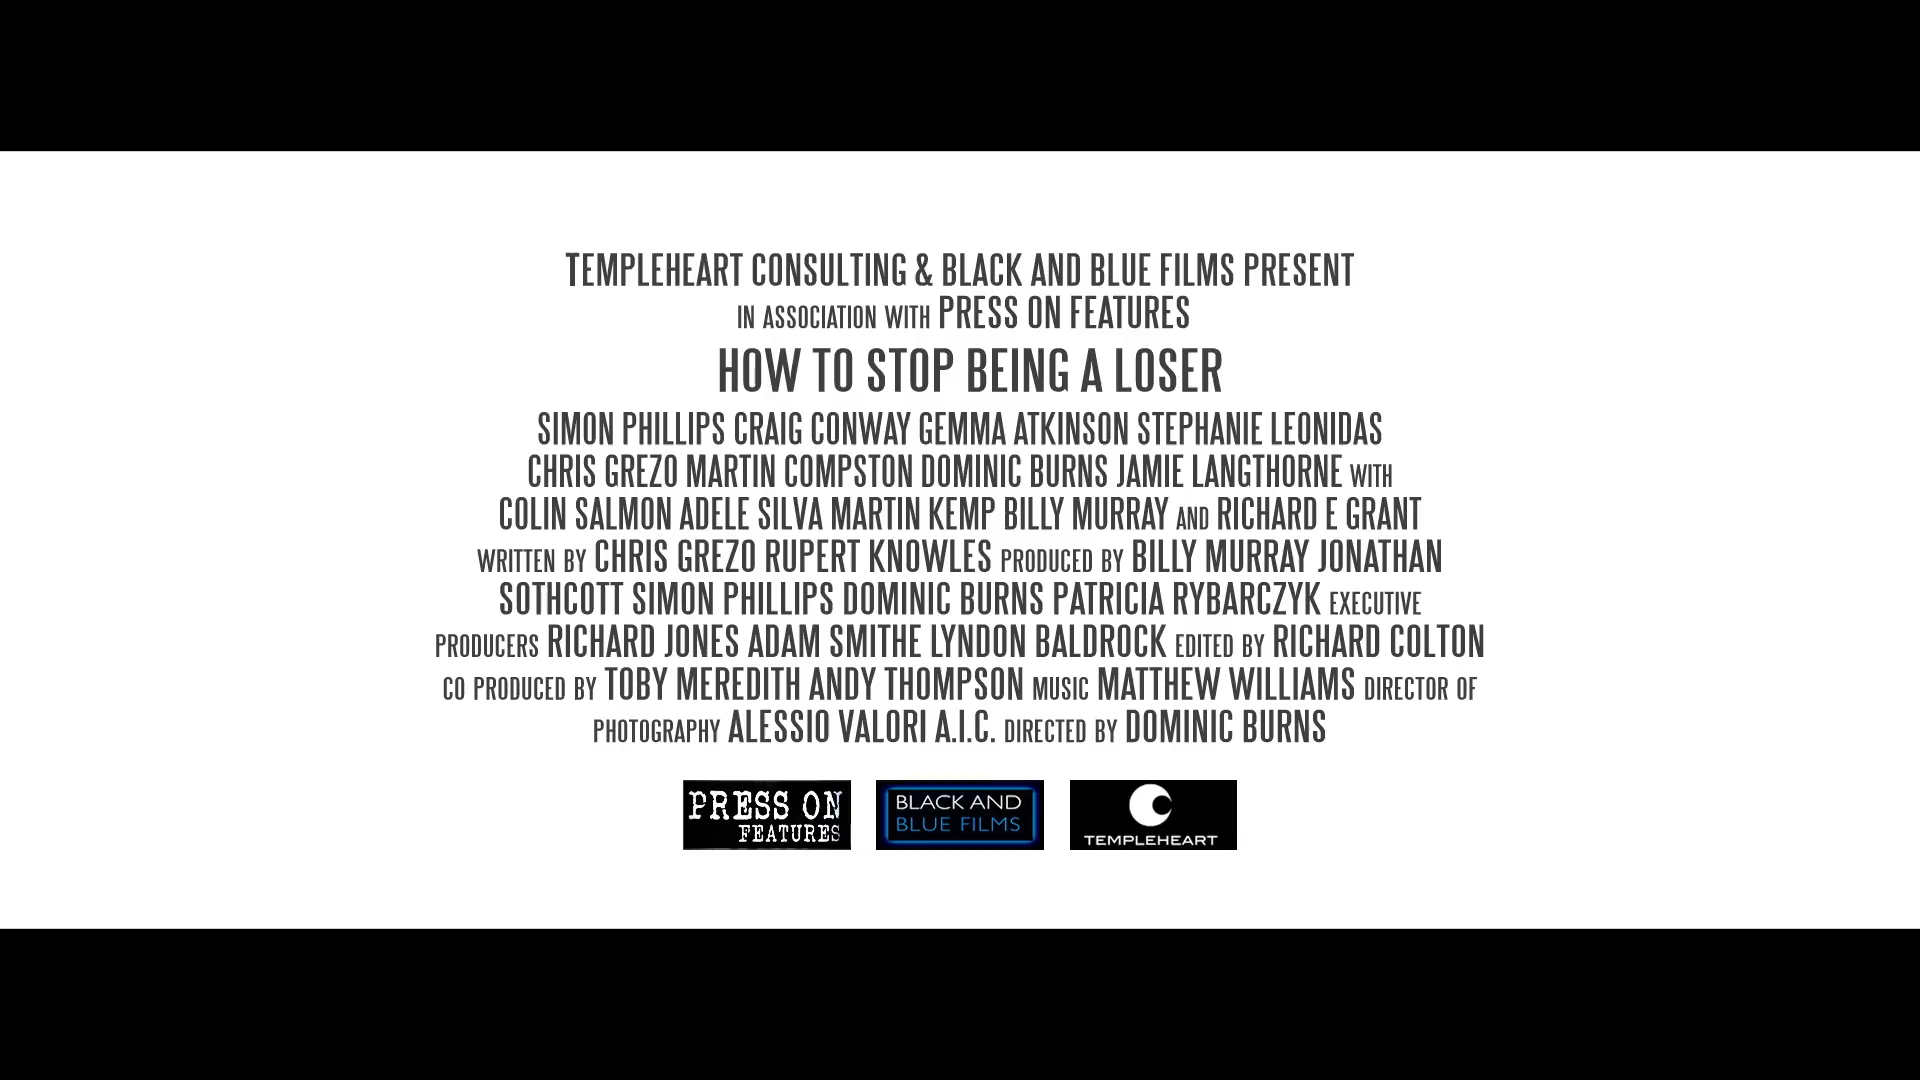 TEMPLEHEART CONSULTING & BLACK AND BLUE FILMS PRESENT
IN ASSOCIATION WITH PRESS ON FEATURES
HOW TO STOP BEING A LOSER
SIMON PHILLIPS CRAIG CONWAY GEMMA ATKINSON STEPHANIE LEONIDAS
CHRIS GREZO MARTIN COMPSTON DOMINIC BURNS JAMIE LANGTHORNE WITH
COLIN SALMON ADELE SILVA MARTIN KEMP BILLY MURRAY AND RICHARD E GRANT
WRITTEN BY CHRIS GREZO RUPERT KNOWLES PRODUCED BY BILLY MURRAY JONATHAN
SOTHCOTT SIMON PHILLIPS DOMINIC BURNS PATRICIA RYBARCZYK EXECUTIVE
PRODUCERS RICHARD JONES ADAM SMITHE LYNDON BALDROCK EDITED BY RICHARD COLTON
CO PRODUCED BY TOBY MEREDITH ANDY THOMPSON MUSIC MATTHEW WILLIAMS DIRECTOR OF
PHOTOGRAPHY ALESSIO VALORI A.I.C. DIRECTED BY DOMINIC BURNS
PRESS ON
FEATURES
BLACK AND
BLUE FILMS
TEMPLEHEART